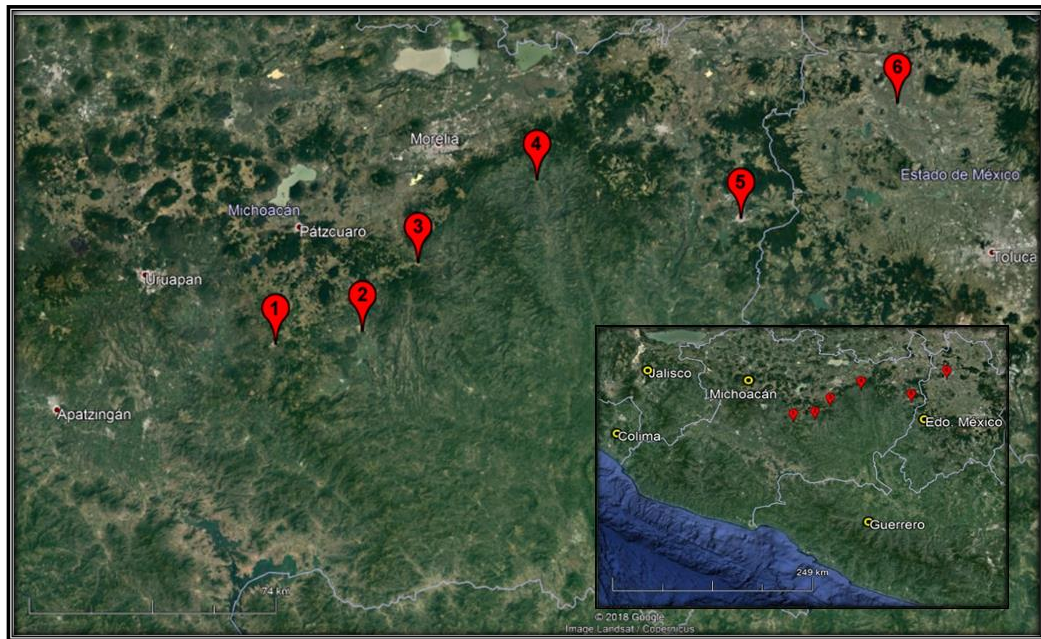 6
Morelia
4
Estado de México
5
Michoacán
3
Pátzcuaro
Toluca
Uruapan
2
1
Jalisco
Michoacán
Apatzingán
Edo. México
Colima
Guerrero
249 km
74 km
© 2018 Google
Image Landsat / Copernicus